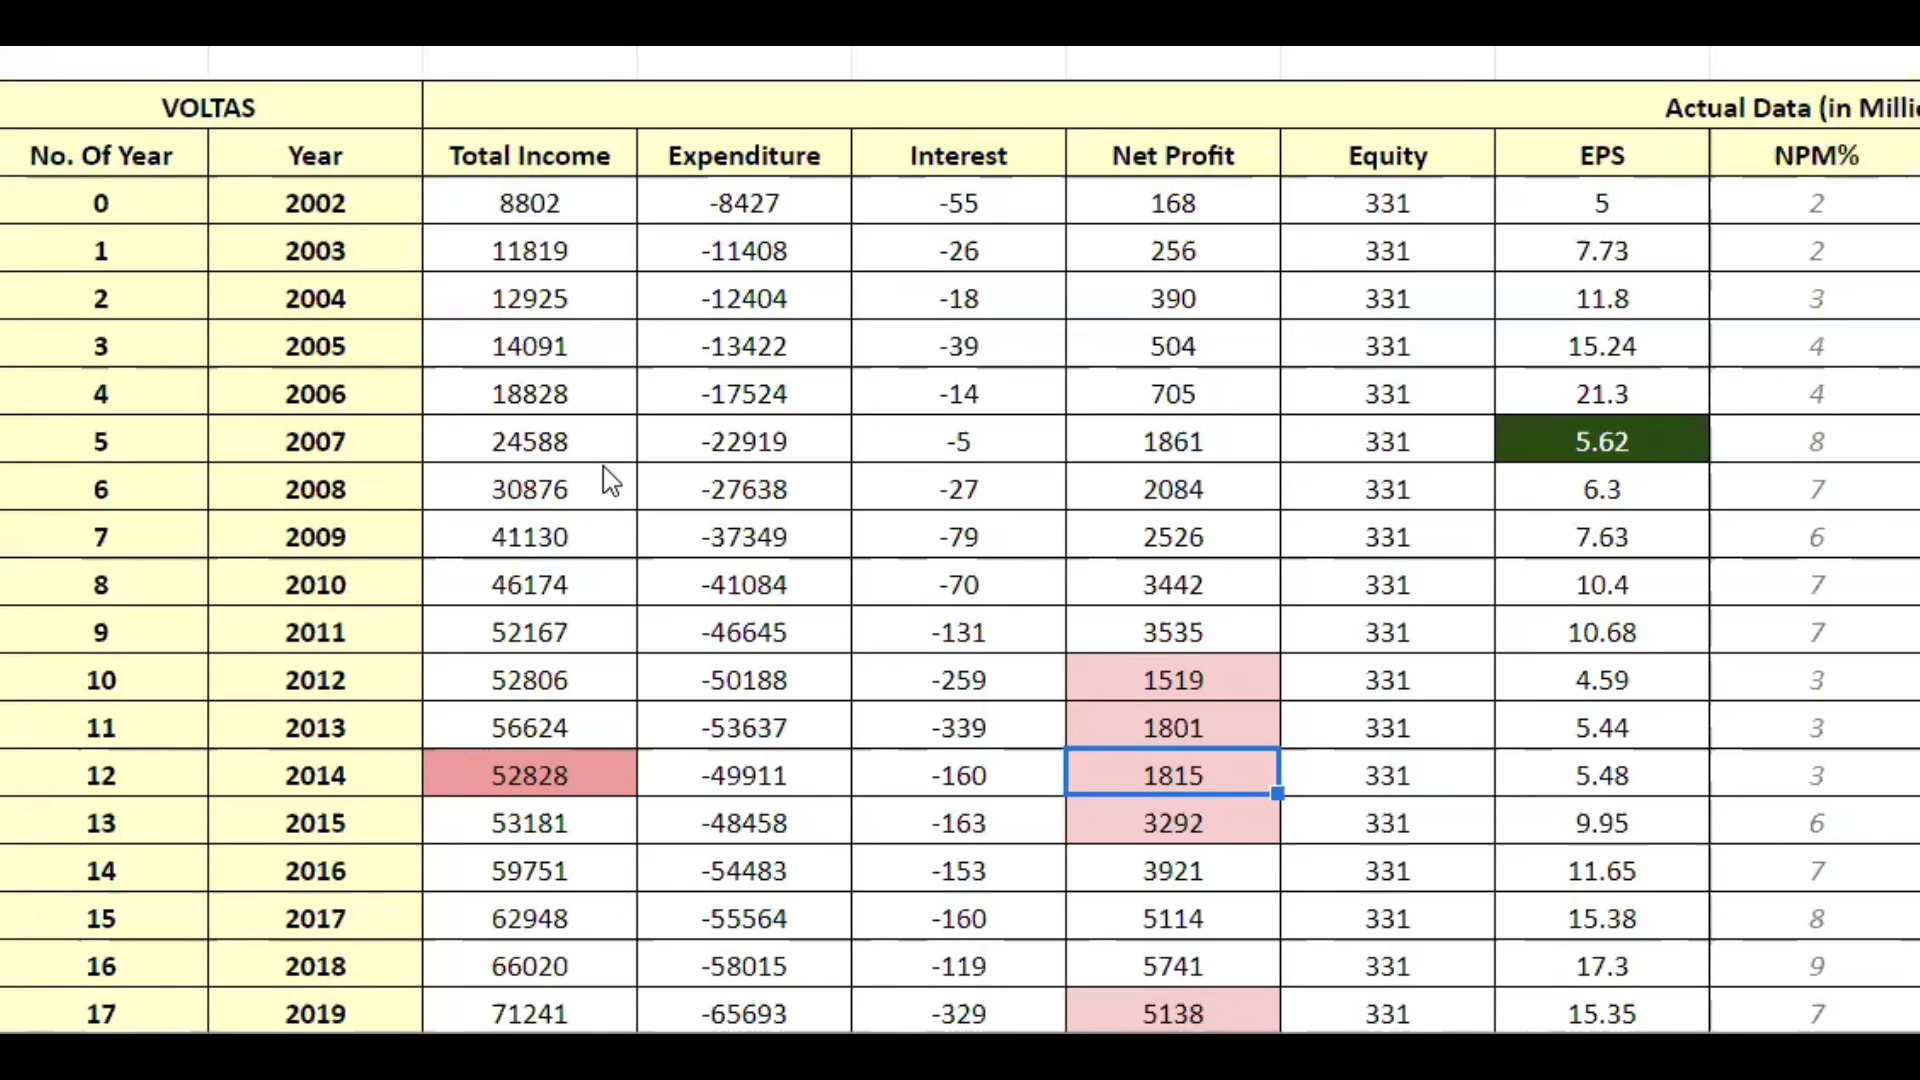 VOLTAS Actual Data (in Milli
No. Of Year Year Total Income Expenditure Interest Net Profit Equity EPS NPM%
0 2002 8802 -8427 -55 168 331 5 2
1 2003 11819 -11408 -26 256 331 7.73 2
2 2004 12925 -12404 -18 390 331 11.8 3
3 2005 14091 -13422 -39 504 331 15.24 4
4 2006 18828 -17524 -14 705 331 21.3 4
5 2007 24588 -22919 -5 1861 331 5.62 8
6 2008 30876 -27638 -27 2084 331 6.3 7
7 2009 41130 -37349 -79 2526 331 7.63 6
8 2010 46174 -41084 -70 3442 331 10.4 7
9 2011 52167 -46645 -131 3535 331 10.68 7
10 2012 52806 -50188 -259 1519 331 4.59 3
11 2013 56624 -53637 -339 1801 331 5.44 3
12 2014 52828 -49911 -160 1815 331 5.48 3
13 2015 53181 -48458 -163 3292 331 9.95 6
14 2016 59751 -54483 -153 3921 331 11.65 7
15 2017 62948 -55564 -160 5114 331 15.38 8
16 2018 66020 -58015 -119 5741 331 17.3 9
17 2019 71241 -65693 -329 5138 331 15.35 7